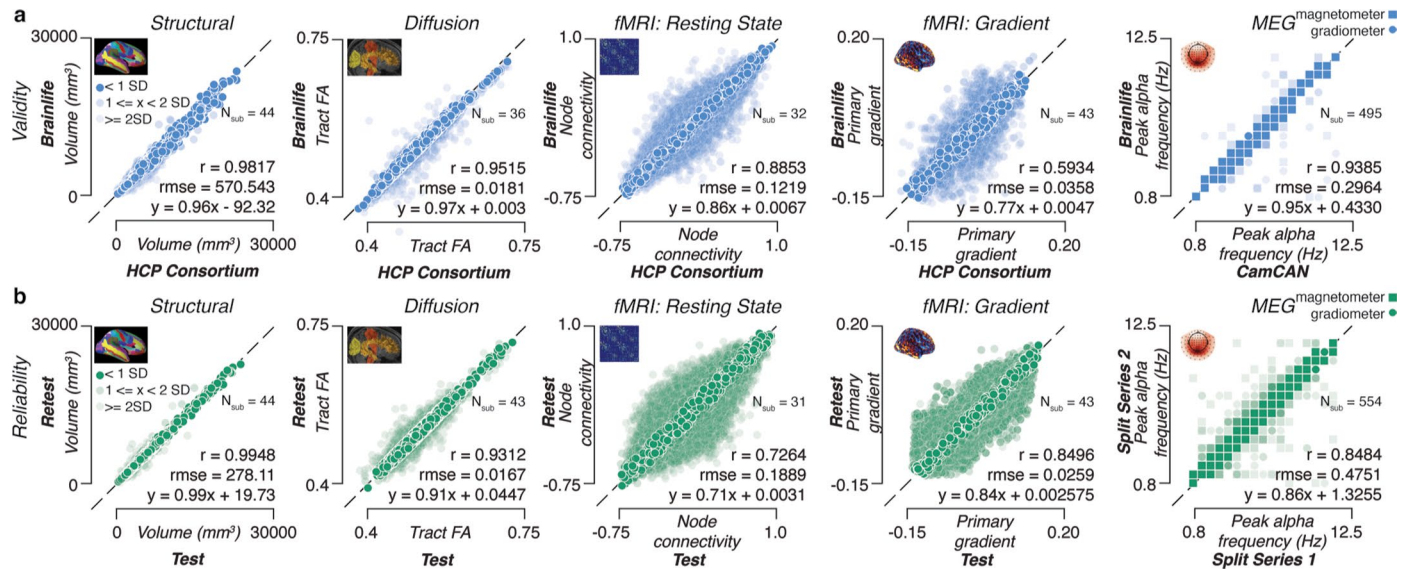 a
Structural
30000
Validity
Brainlife
Volume (mm³)
0
< 1 SD
1 <= x < 2 SD
>= 2SD
Nsub = 44
r = 0.9817
rmse = 570.543
y = 0.96x - 92.32
0 Volume (mm³) 30000
HCP Consortium
Diffusion
0.75
Brainlife
Tract FA
0.4
Nsub = 36
r = 0.9515
rmse = 0.0181
y = 0.97x + 0.003
0.4 Tract FA 0.75
HCP Consortium
fMRI: Resting State
1.0
Brainlife
Node
connectivity
-0.75
Nsub = 32
r = 0.8853
rmse = 0.1219
y = 0.86x + 0.0067
-0.75 Node 1.0
connectivity
HCP Consortium
fMRI: Gradient
0.20
Brainlife
Primary
gradient
-0.15
Nsub = 43
r = 0.5934
rmse = 0.0358
y = 0.77x + 0.0047
-0.15 Primary 0.20
gradient
HCP Consortium
MEG
magnetometer
gradiometer
12.5
Brainlife
Peak alpha
frequency (Hz)
0.8
Nsub = 495
r = 0.9385
rmse = 0.2964
y = 0.95x + 0.4330
0.8 Peak alpha 12.5
frequency (Hz)
CamCAN
b
Structural
30000
Reliability
Retest
Volume (mm³)
0
< 1 SD
1 <= x < 2 SD
>= 2SD
Nsub = 44
r = 0.9948
rmse = 278.11
y = 0.99x + 19.73
0 Volume (mm³) 30000
Test
Diffusion
0.75
Retest
Tract FA
0.4
Nsub = 43
r = 0.9312
rmse = 0.0167
y = 0.91x + 0.0447
0.4 Tract FA 0.75
Test
fMRI: Resting State
1.0
Retest
Node
connectivity
-0.75
Nsub = 31
r = 0.7264
rmse = 0.1889
y = 0.71x + 0.0031
-0.75 Node 1.0
connectivity
Test
fMRI: Gradient
0.20
Retest
Primary
gradient
-0.15
Nsub = 43
r = 0.8496
rmse = 0.0259
y = 0.84x + 0.002575
-0.15 Primary 0.20
gradient
Test
MEG
magnetometer
gradiometer
12.5
Split Series 2
Peak alpha
frequency (Hz)
0.8
Nsub = 554
r = 0.8484
rmse = 0.4751
y = 0.86x + 1.3255
0.8 Peak alpha 12.5
frequency (Hz)
Split Series 1